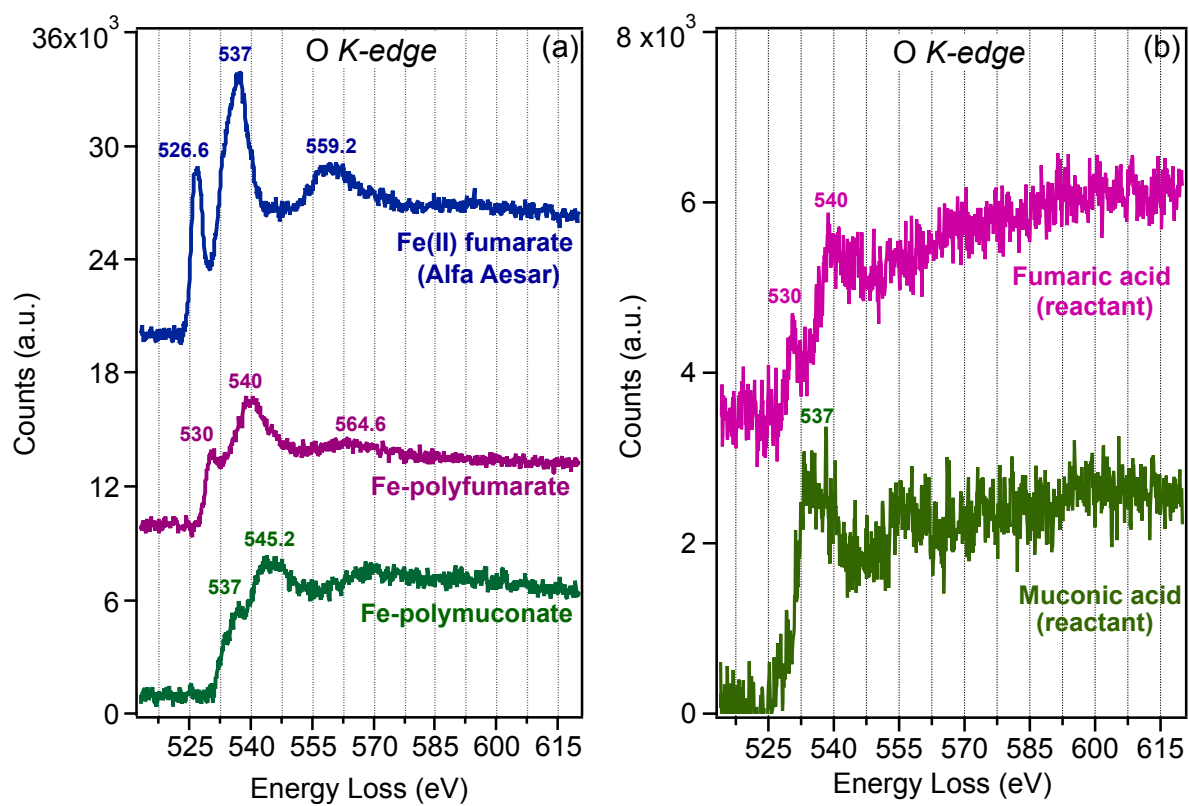 36x10³
O K-edge
(a)
537
526.6
559.2
30
Fe(II) fumarate
(Alfa Aesar)
24
Counts (a.u.)
18
540
530
564.6
12
Fe-polyfumarate
545.2
537
6
Fe-polymuconate
0
525 540 555 570 585 600 615
Energy Loss (eV)
8 x10³
O K-edge
(b)
6
540
Fumaric acid
(reactant)
530
Counts (a.u.)
4
537
2
Muconic acid
(reactant)
0
525 540 555 570 585 600 615
Energy Loss (eV)